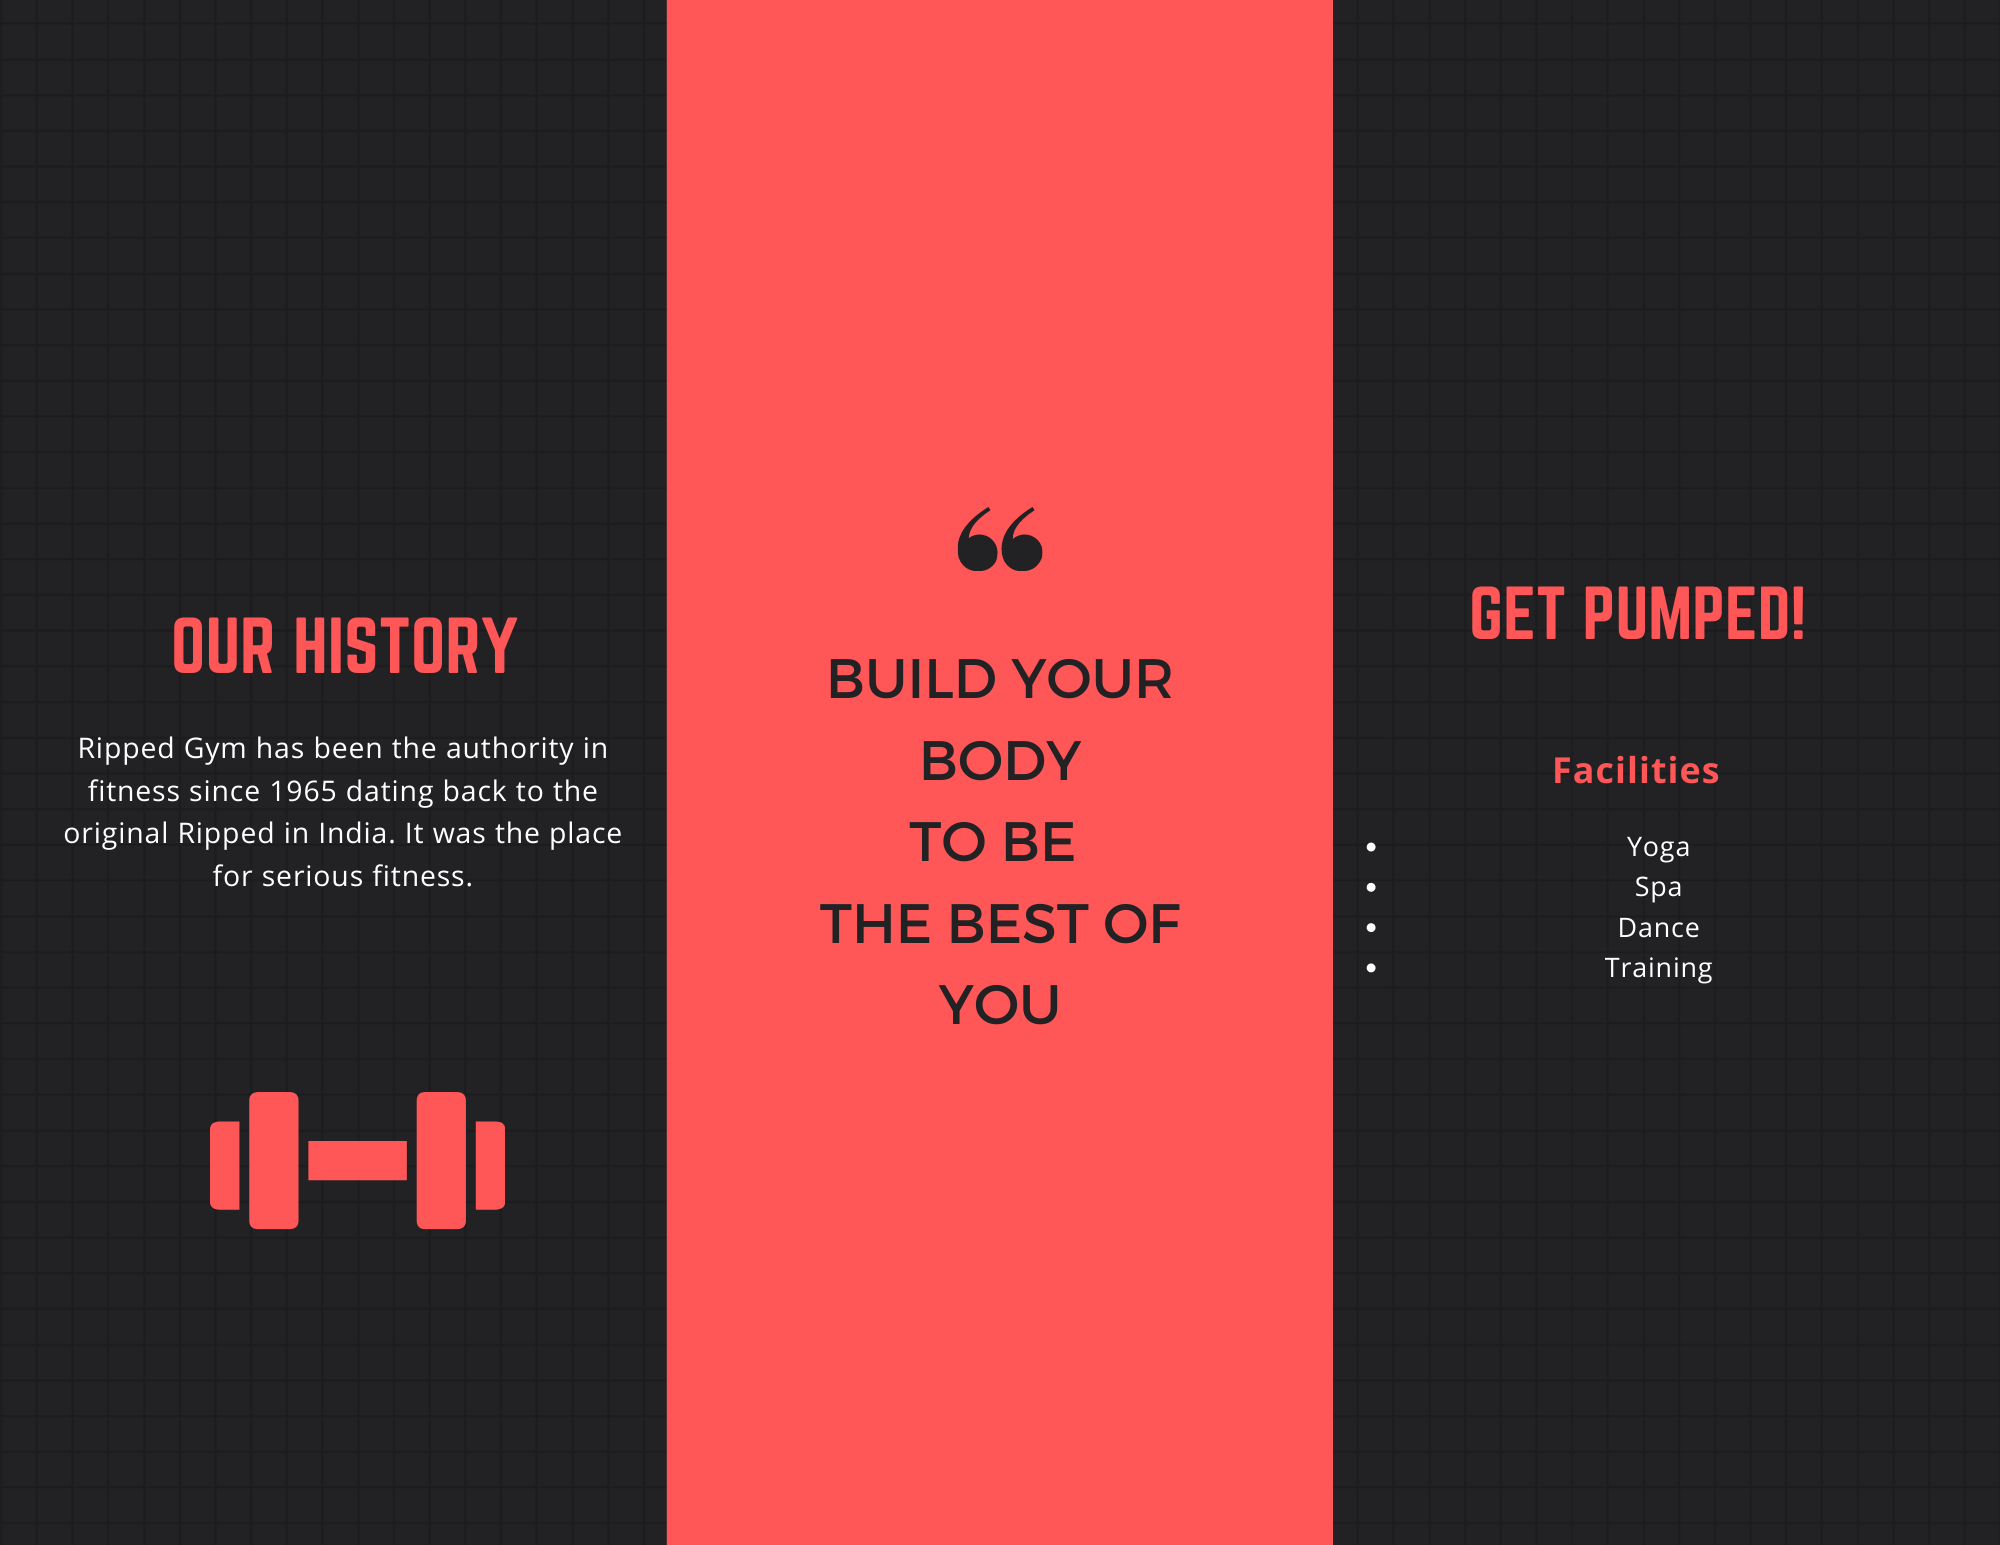 OUR HISTORY
Ripped Gym has been the authority in
fitness since 1965 dating back to the
original Ripped in India. It was the place
for serious fitness.
“
BUILD YOUR
BODY
TO BE
THE BEST OF
YOU
GET PUMPED!
Facilities
• Yoga
• Spa
• Dance
• Training